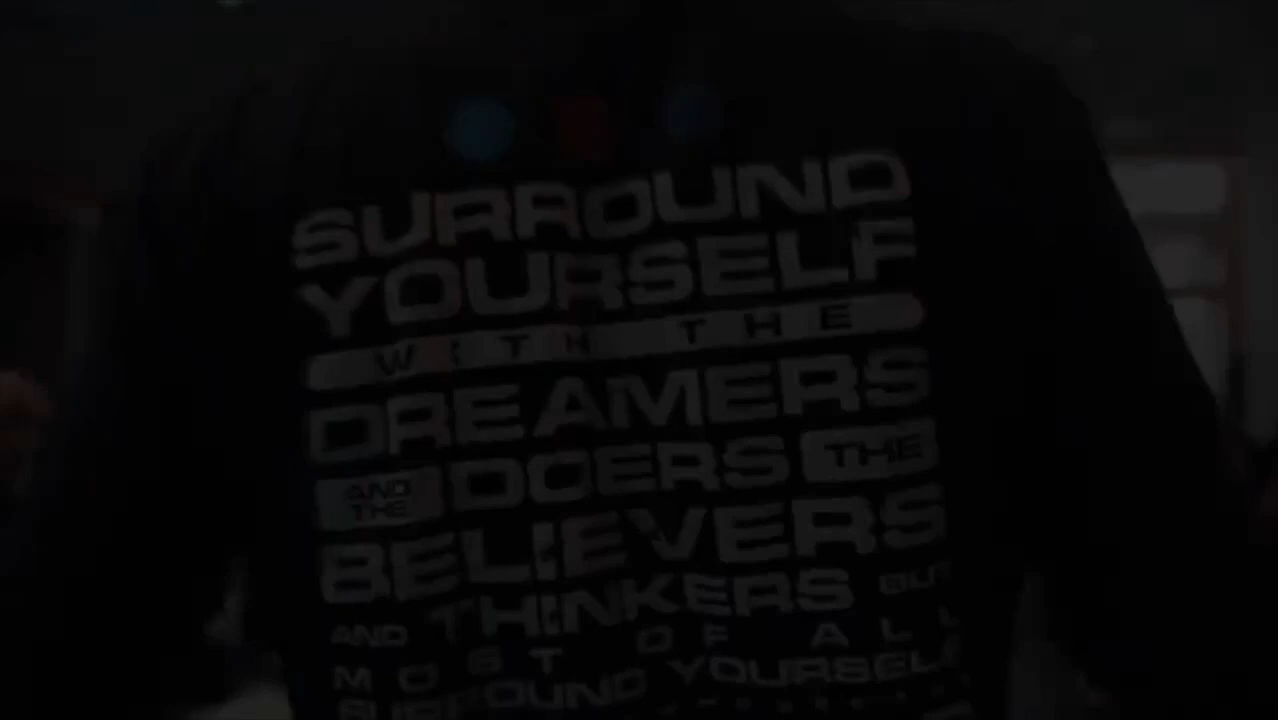 SURROUND
YOURSELF
WITH THE
DREAMERS
AND THE DOERS THE
BELIEVERS
AND THINKERS BUT
MOST OF ALL
SURROUND YOURSELF